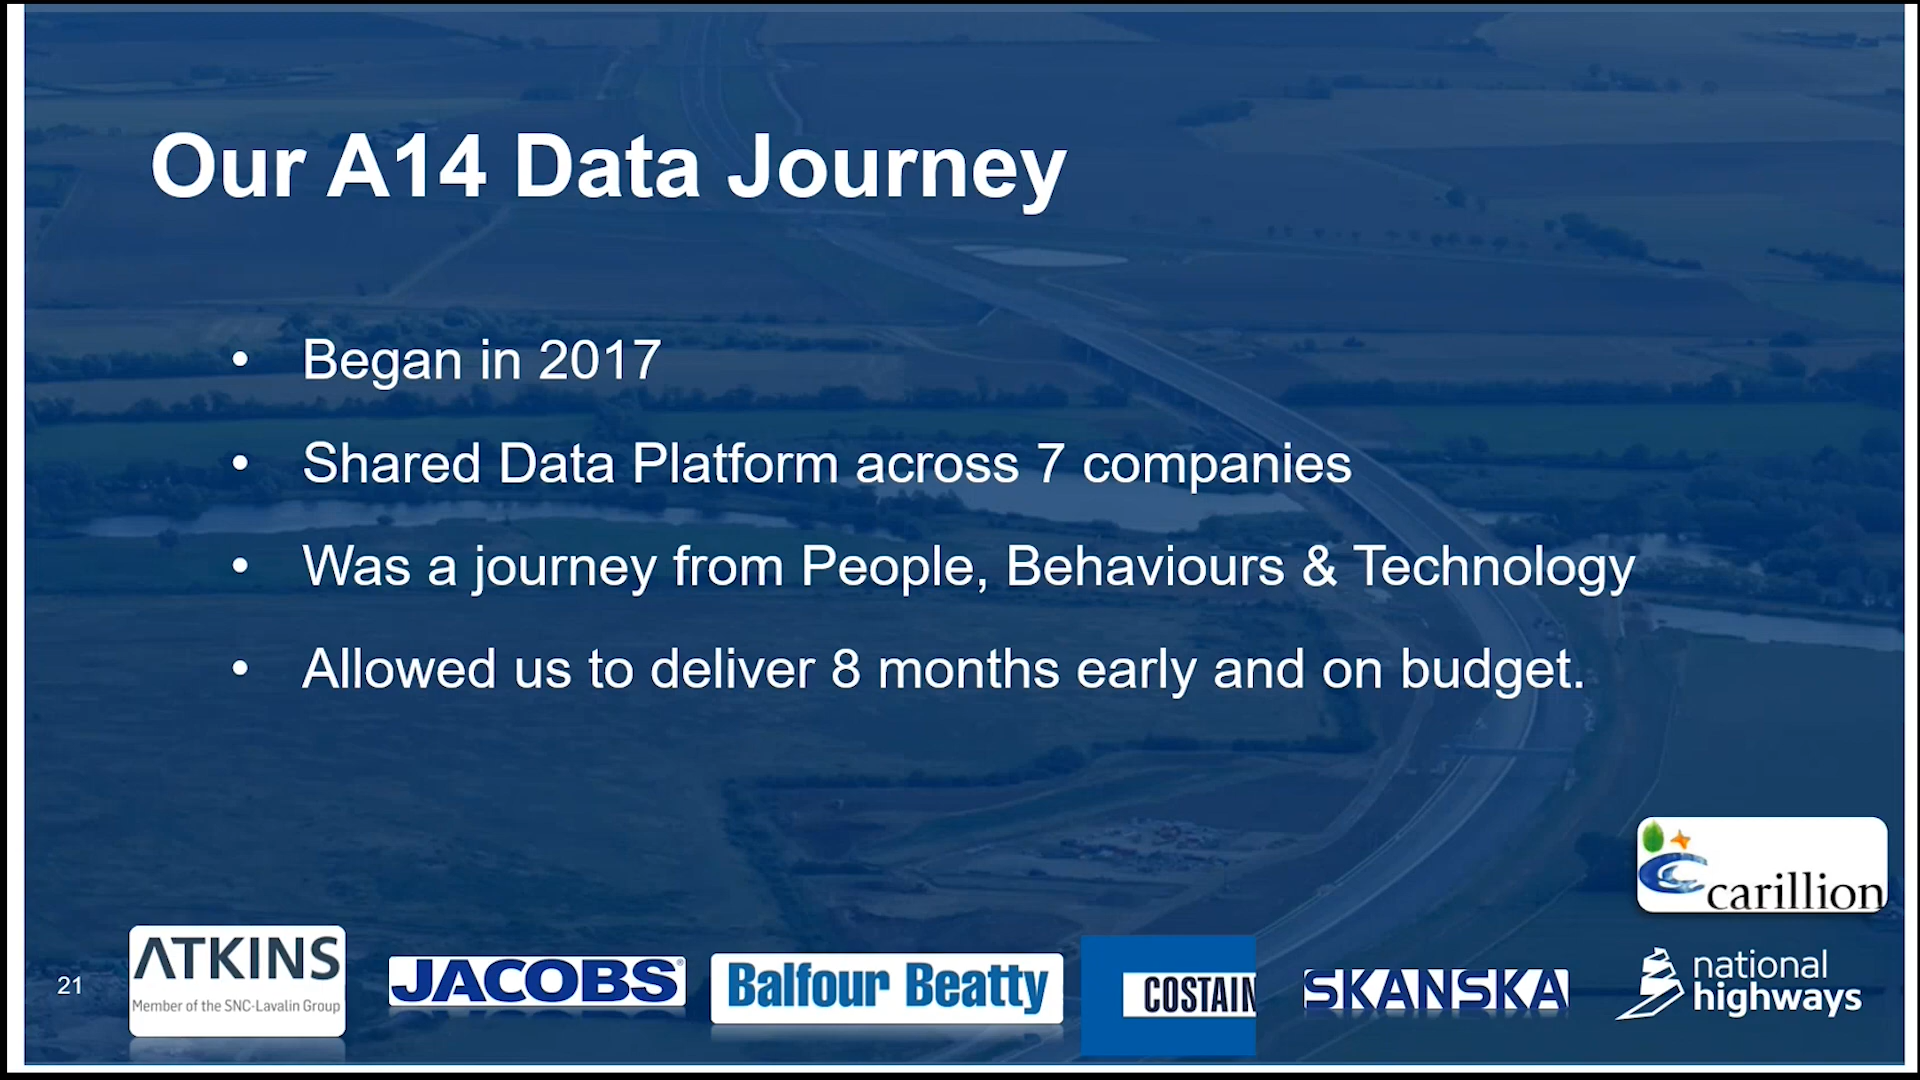 Our A14 Data Journey
• Began in 2017
• Shared Data Platform across 7 companies
• Was a journey from People, Behaviours & Technology
• Allowed us to deliver 8 months early and on budget.
carillion
21
ATKINS
Member of the SNC-Lavalin Group
JACOBS®
Balfour Beatty
COSTAIN
SKANSKA
national
highways